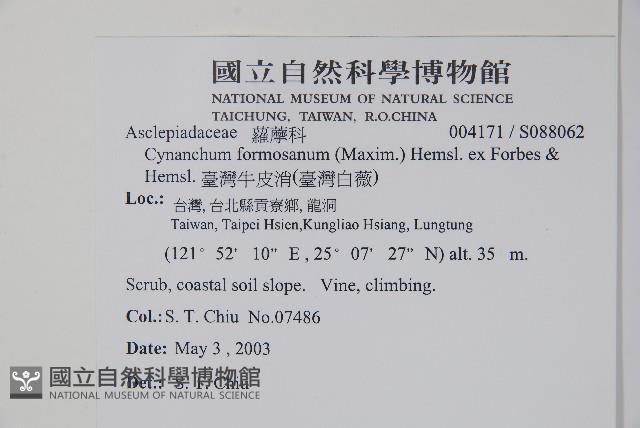 國立自然科學博物館
NATIONAL MUSEUM OF NATURAL SCIENCE
TAICHUNG, TAIWAN, R.O.CHINA
Asclepiadaceae 蘿藦科 004171 / S088062
Cynanchum formosanum (Maxim.) Hemsl. ex Forbes &
Hemsl. 臺灣牛皮消(臺灣白薇)
Loc.: 台灣, 台北縣貢寮鄉, 龍洞
Taiwan, Taipei Hsien,Kungliao Hsiang, Lungtung
(121° 52' 10" E , 25° 07' 27" N) alt. 35 m.
Scrub, coastal soil slope. Vine, climbing.
Col.: S. T. Chiu No.07486
Date: May 3 , 2003
Det.: S. T. Chiu
國立自然科學博物館
NATIONAL MUSEUM OF NATURAL SCIENCE